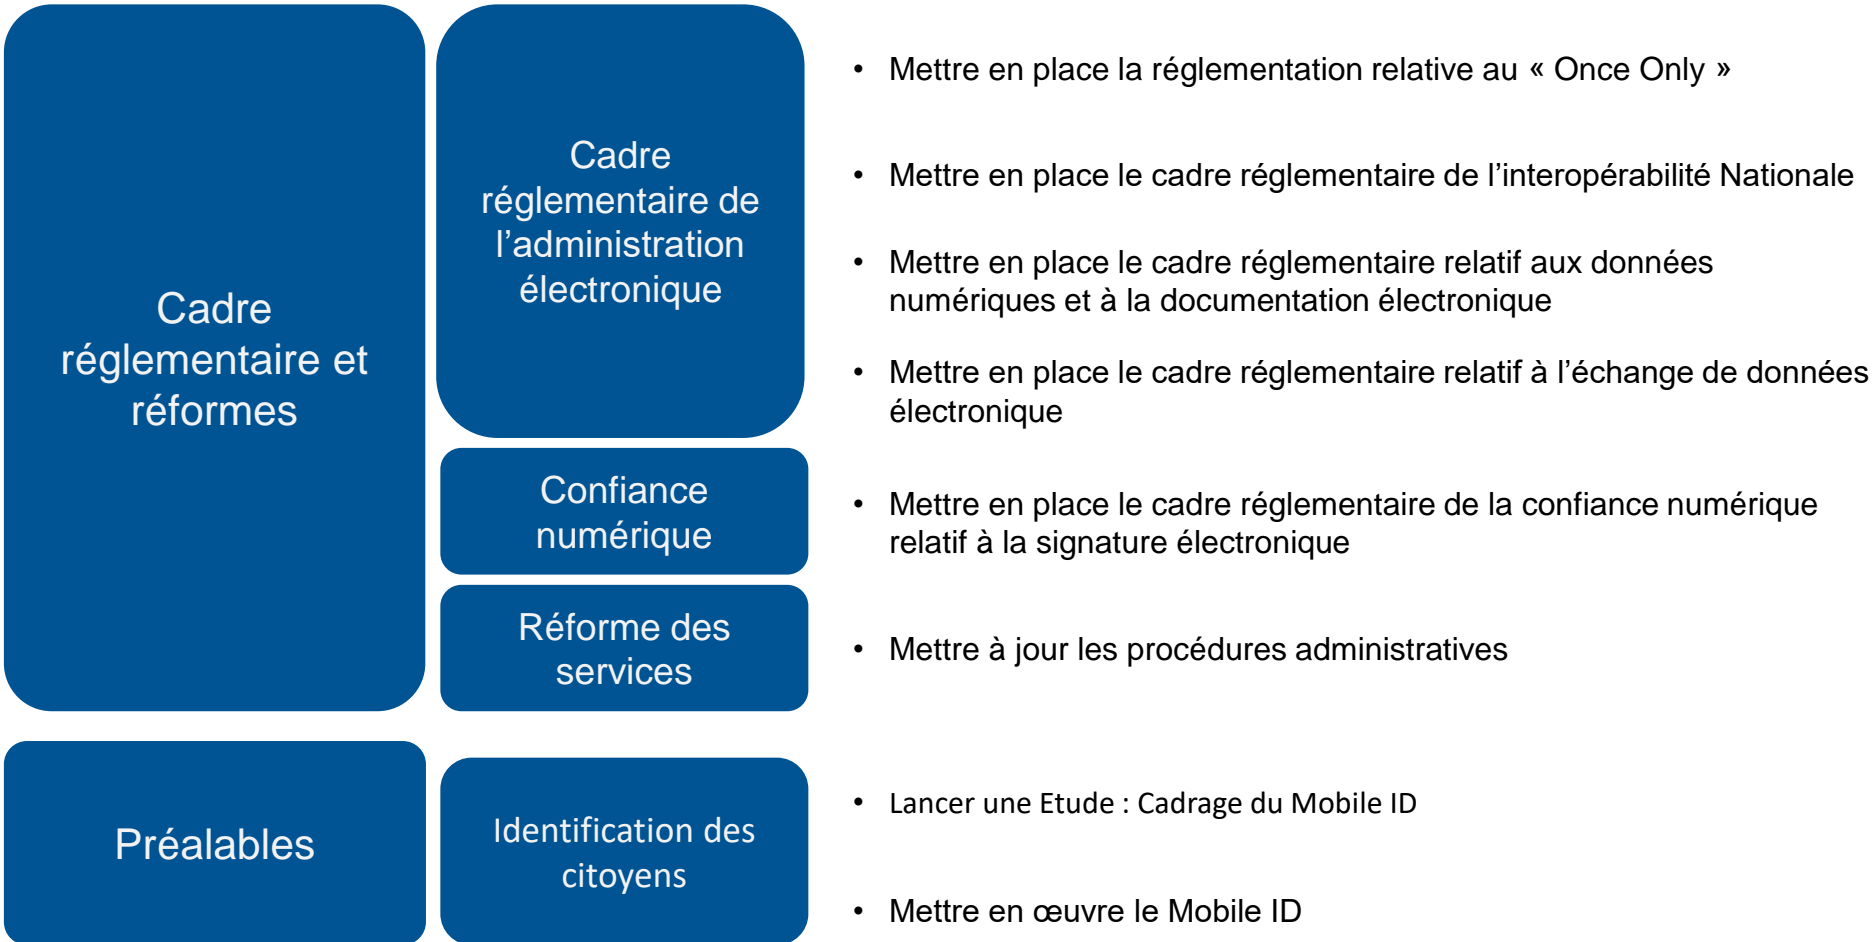 Cadre
réglementaire et
réformes
Cadre
réglementaire de
l’administration
électronique
• Mettre en place la réglementation relative au « Once Only »
• Mettre en place le cadre réglementaire de l’interopérabilité Nationale
• Mettre en place le cadre réglementaire relatif aux données
numériques et à la documentation électronique
• Mettre en place le cadre réglementaire relatif à l’échange de données
électronique
Confiance
numérique
• Mettre en place le cadre réglementaire de la confiance numérique
relatif à la signature électronique
Réforme des
services
• Mettre à jour les procédures administratives
Préalables
Identification des
citoyens
• Lancer une Etude : Cadrage du Mobile ID
• Mettre en œuvre le Mobile ID